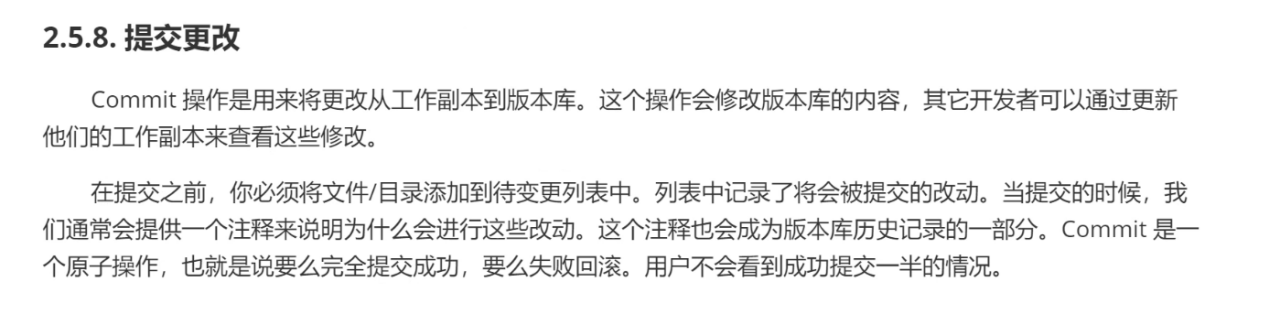 2.5.8. 提交更改
Commit 操作是用来将更改从工作副本到版本库。这个操作会修改版本库的内容，其它开发者可以通过更新
他们的工作副本来查看这些修改。
在提交之前，你必须将文件/目录添加到待变更列表中。列表中记录了将会被提交的改动。当提交的时候，我
们通常会提供一个注释来说明为什么会进行这些改动。这个注释也会成为版本库历史记录的一部分。Commit 是一
个原子操作，也就是说要么完全提交成功，要么失败回滚。用户不会看到成功提交一半的情况。